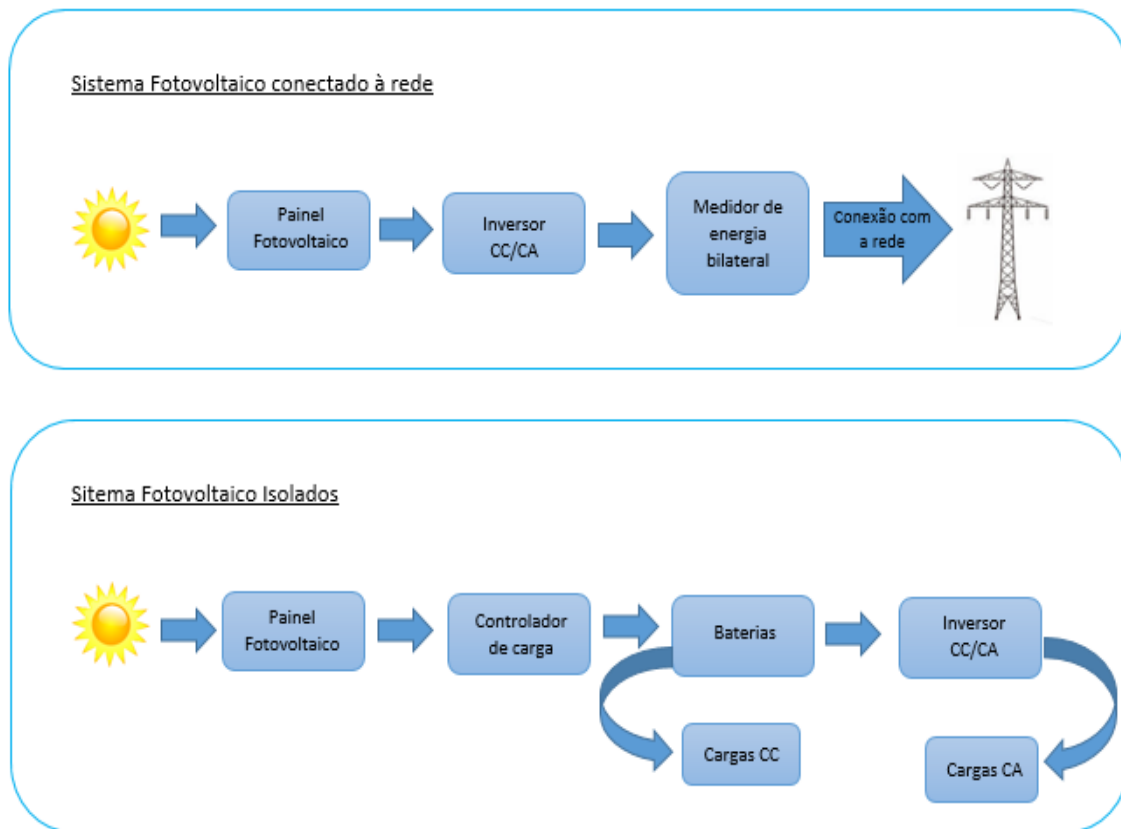 Sistema Fotovoltaico conectado à rede
Painel
Fotovoltaico
Inversor
CC/CA
Medidor de
energia
bilateral
Conexão com
a rede
Sitema Fotovoltaico Isolados
Painel
Fotovoltaico
Controlador
de carga
Baterias
Inversor
CC/CA
Cargas CC
Cargas CA